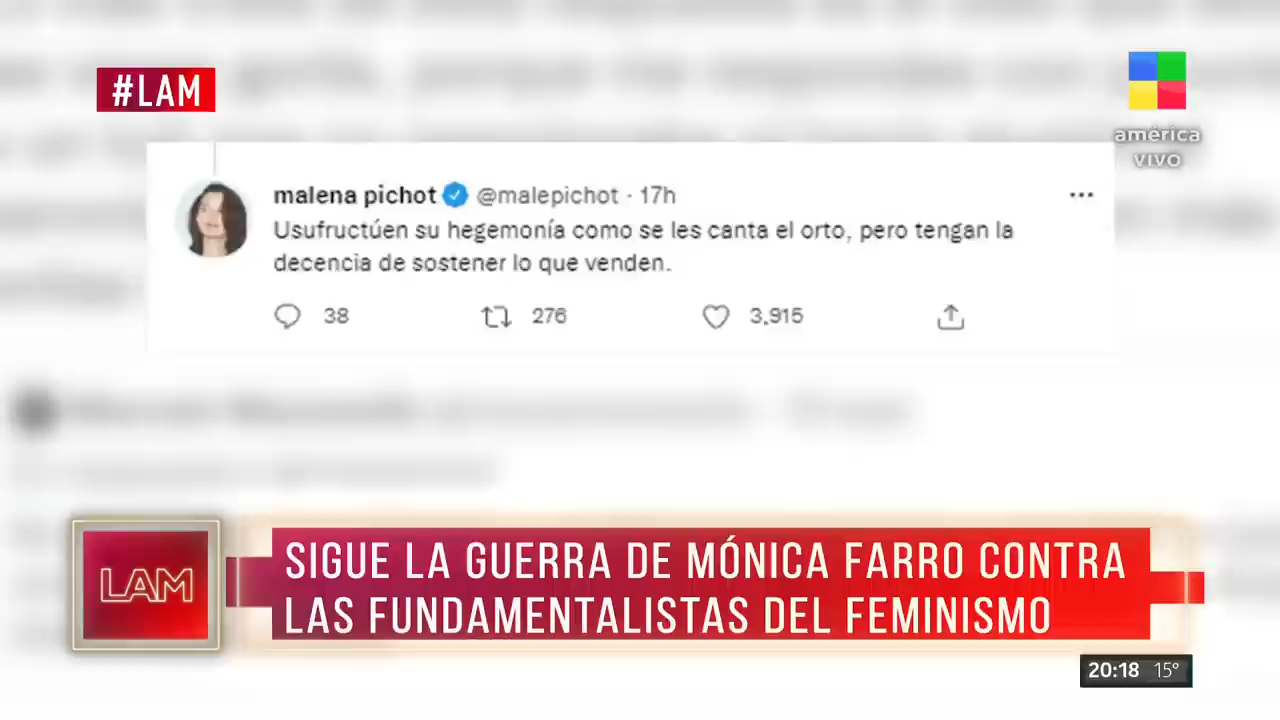 #LAM
américa
VIVO
malena pichot @malepichot · 17h
Usufructúen su hegemonía como se les canta el orto, pero tengan la
decencia de sostener lo que venden.
38 276 3,915
LAM
SIGUE LA GUERRA DE MÓNICA FARRO CONTRA
LAS FUNDAMENTALISTAS DEL FEMINISMO
20:18 15°